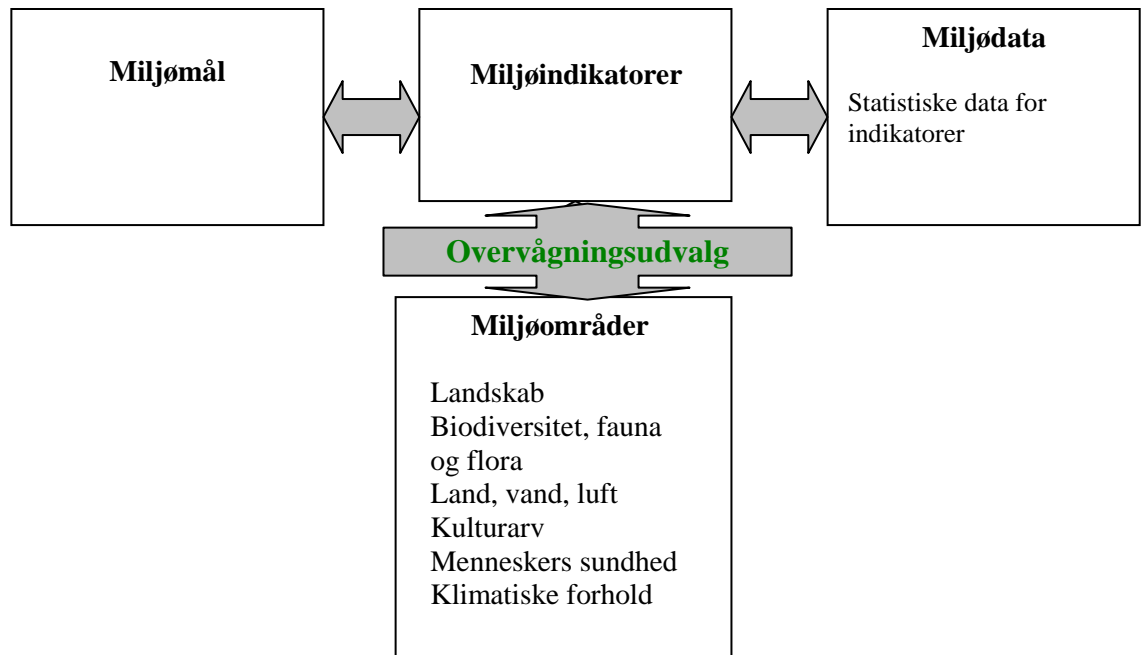 Miljømål
Miljøindikatorer
Miljødata
Statistiske data for
indikatorer
Overvågningsudvalg
Miljøområder
Landskab
Biodiversitet, fauna
og flora
Land, vand, luft
Kulturarv
Menneskers sundhed
Klimatiske forhold